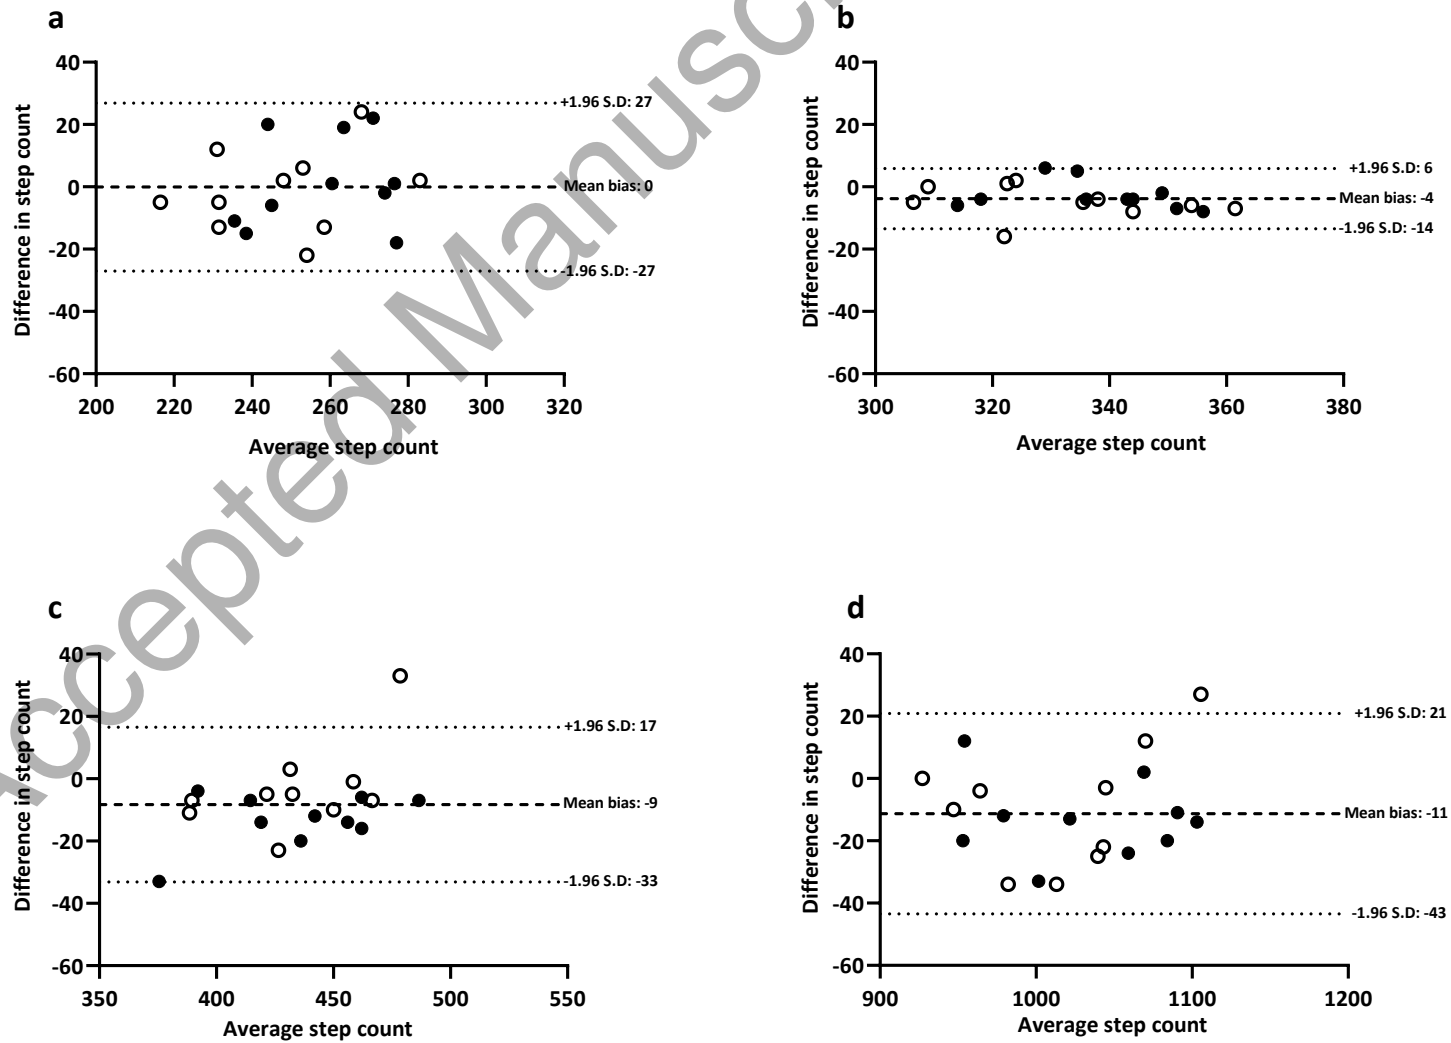 a
40
20
0
-20
-40
-60
Difference in step count
+1.96 S.D: 27
Mean bias: 0
-1.96 S.D: -27
200 220 240 260 280 300 320
Average step count
b
40
20
0
-20
-40
-60
Difference in step count
+1.96 S.D: 6
Mean bias: -4
-1.96 S.D: -14
300 320 340 360 380
Average step count
c
40
20
0
-20
-40
-60
Difference in step count
+1.96 S.D: 17
Mean bias: -9
-1.96 S.D: -33
350 400 450 500 550
Average step count
d
40
20
0
-20
-40
-60
Difference in step count
+1.96 S.D: 21
Mean bias: -11
-1.96 S.D: -43
900 1000 1100 1200
Average step count
Accepted Manusc